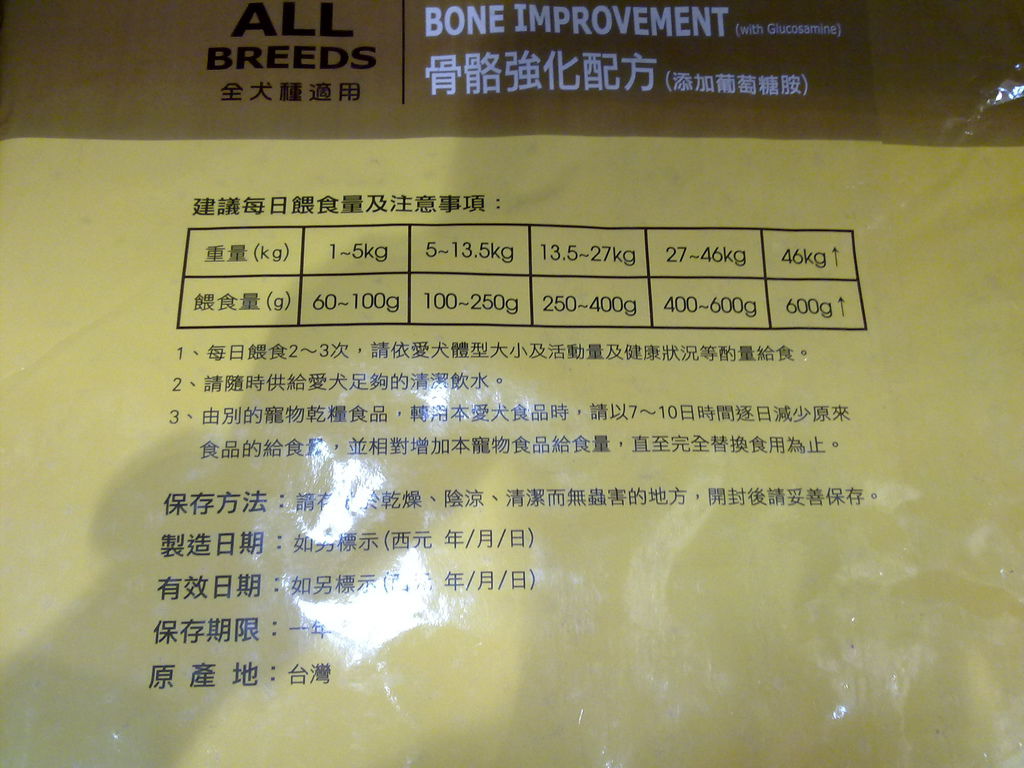 ALL
BREEDS
全犬種適用
BONE IMPROVEMENT (with Glucosamine)
骨骼強化配方(添加葡萄糖胺)
建議每日餵食量及注意事項：
重量(kg) 1~5kg 5~13.5kg 13.5~27kg 27~46kg 46kg↑
餵食量(g) 60~100g 100~250g 250~400g 400~600g 600g↑
1、每日餵食2～3次，請依愛犬體型大小及活動量及健康狀況等酌量給食。
2、請隨時供給愛犬足夠的清潔飲水。
3、由別的寵物乾糧食品，轉用本愛犬食品時，請以7～10日時間逐日減少原來
食品的給食量，並相對增加本寵物食品給食量，直至完全替換食用為止。
保存方法：請存於乾燥、陰涼、清潔而無蟲害的地方，開封後請妥善保存。
製造日期：如另標示(西元 年/月/日)
有效日期：如另標示(西元 年/月/日)
保存期限：一年
原產地：台灣